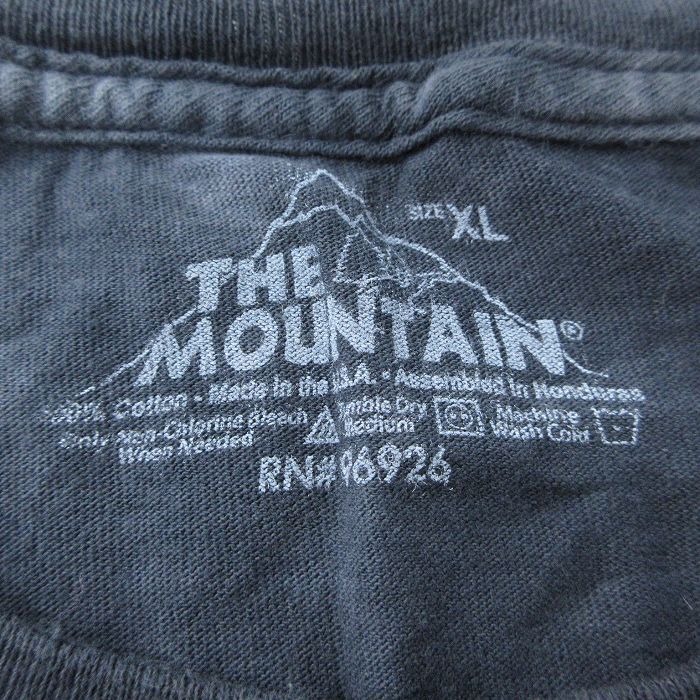 SIZE XL
THE
MOUNTAIN®
100% Cotton • Made in the U.S.A. • Assembled in Honduras
Only Non-Chlorine Bleach
When Needed
Tumble Dry
Medium
Machine
Wash Cold
RN#96926